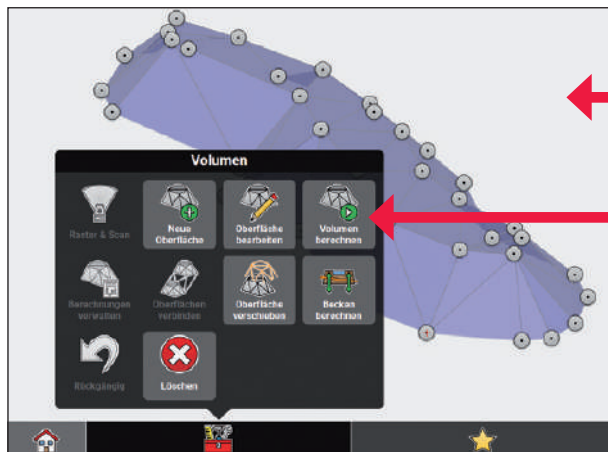 Volumen
Raster & Scan
Neue
Oberfläche
Oberfläche
bearbeiten
Volumen
berechnen
Berechnungen
verwalten
Oberflächen
verbinden
Oberfläche
verschieben
Becken
berechnen
Rückgängig
Löschen